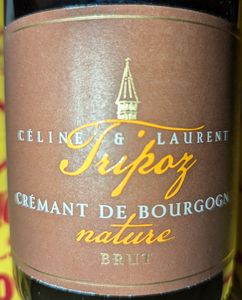 CÉLINE & LAURENT
Tripoz
CRÉMANT DE BOURGOGN
nature
BRUT